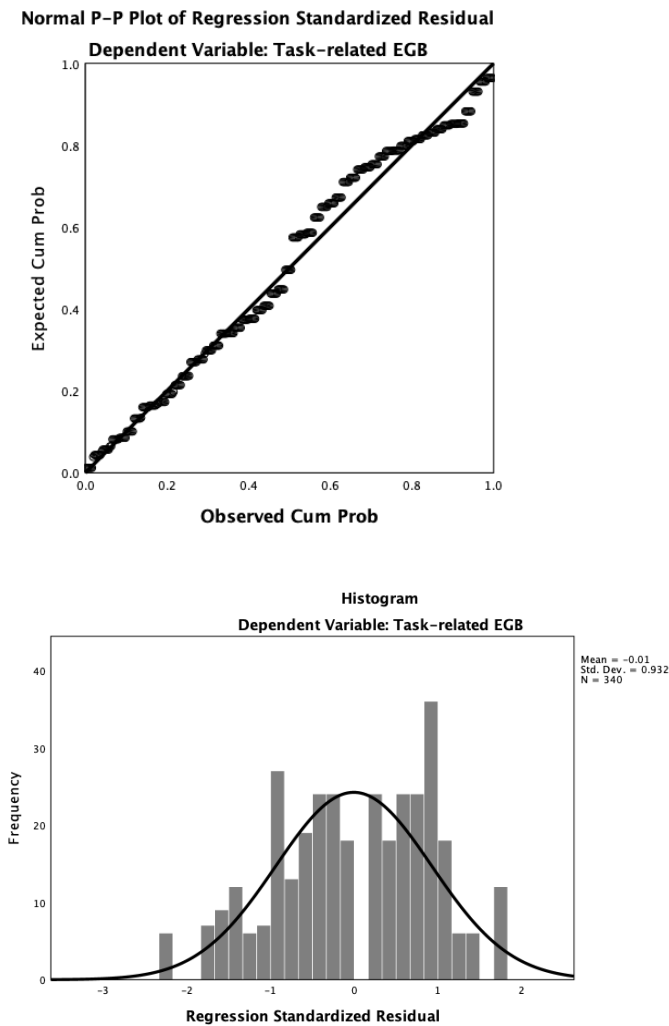 Normal P-P Plot of Regression Standardized Residual
Dependent Variable: Task-related EGB
1.0
0.8
0.6
0.4
0.2
0.0
Expected Cum Prob
0.0 0.2 0.4 0.6 0.8 1.0
Observed Cum Prob
Histogram
Dependent Variable: Task-related EGB
Mean = -0.01
Std. Dev. = 0.932
N = 340
40
30
20
10
0
Frequency
-3 -2 -1 0 1 2
Regression Standardized Residual